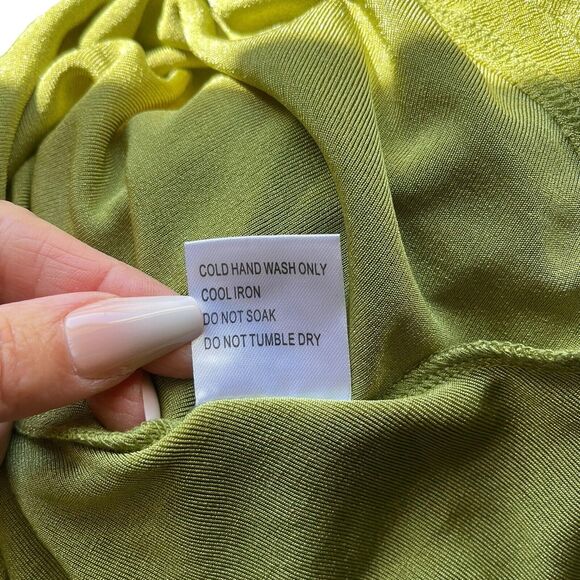 COLD HAND WASH ONLY
COOL IRON
DO NOT SOAK
DO NOT TUMBLE DRY